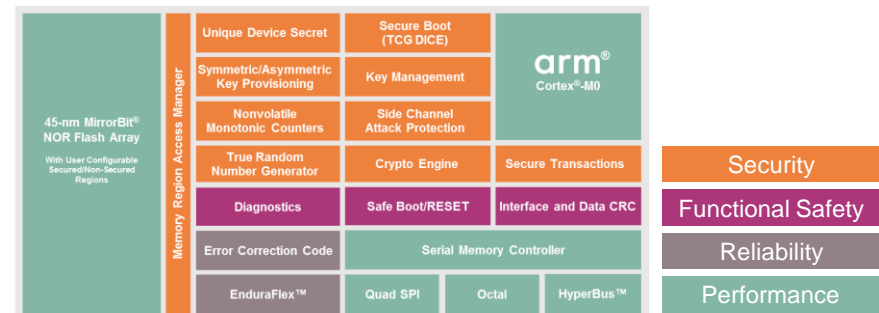 45-nm MirrorBit®
NOR Flash Array
With User Configurable
Secured/Non-Secured
Regions
Memory Region Access Manager
Unique Device Secret
Secure Boot
(TCG DICE)
arm®
Cortex®-M0
Symmetric/Asymmetric
Key Provisioning
Key Management
Nonvolatile
Monotonic Counters
Side Channel
Attack Protection
True Random
Number Generator
Crypto Engine
Secure Transactions
Diagnostics
Safe Boot/RESET
Interface and Data CRC
Error Correction Code
Serial Memory Controller
EnduraFlex™
Quad SPI
Octal
HyperBus™
Security
Functional Safety
Reliability
Performance